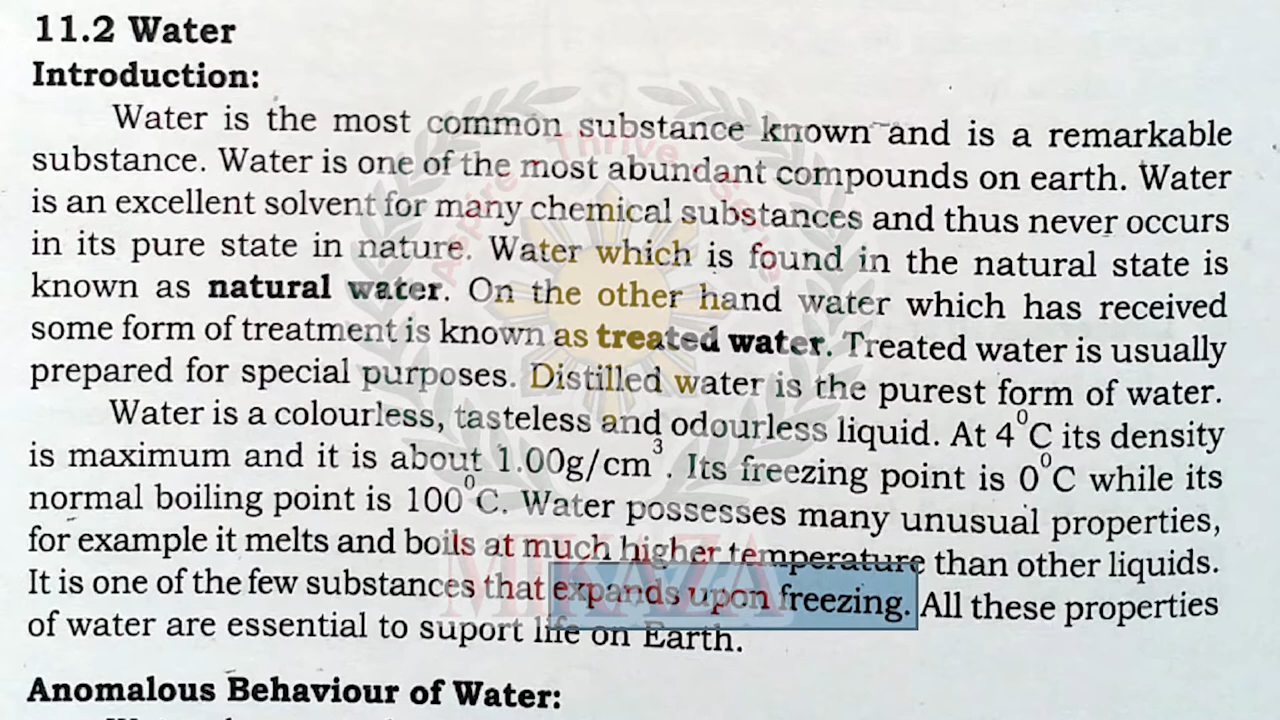 11.2 Water
Introduction:
Water is the most common substance known and is a remarkable
substance. Water is one of the most abundant compounds on earth. Water
is an excellent solvent for many chemical substances and thus never occurs
in its pure state in nature. Water which is found in the natural state is
known as natural water. On the other hand water which has received
some form of treatment is known as treated water. Treated water is usually
prepared for special purposes. Distilled water is the purest form of water.
Water is a colourless, tasteless and odourless liquid. At 4⁰C its density
is maximum and it is about 1.00g/cm³. Its freezing point is 0⁰C while its
normal boiling point is 100⁰C. Water possesses many unusual properties,
for example it melts and boils at much higher temperature than other liquids.
It is one of the few substances that expands upon freezing. All these properties
of water are essential to suport life on Earth.
Anomalous Behaviour of Water:
Aspire Thrive
MIKAZA